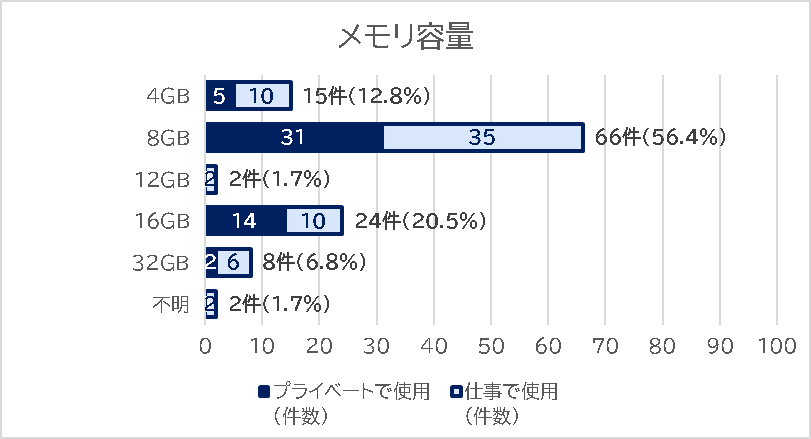 メモリ容量
4GB 5 10 15件(12.8%)
8GB 31 35 66件(56.4%)
12GB 2 2件(1.7%)
16GB 14 10 24件(20.5%)
32GB 2 6 8件(6.8%)
不明 2 2件(1.7%)
0 10 20 30 40 50 60 70 80 90 100
プライベートで使用 仕事で使用
(件数) (件数)